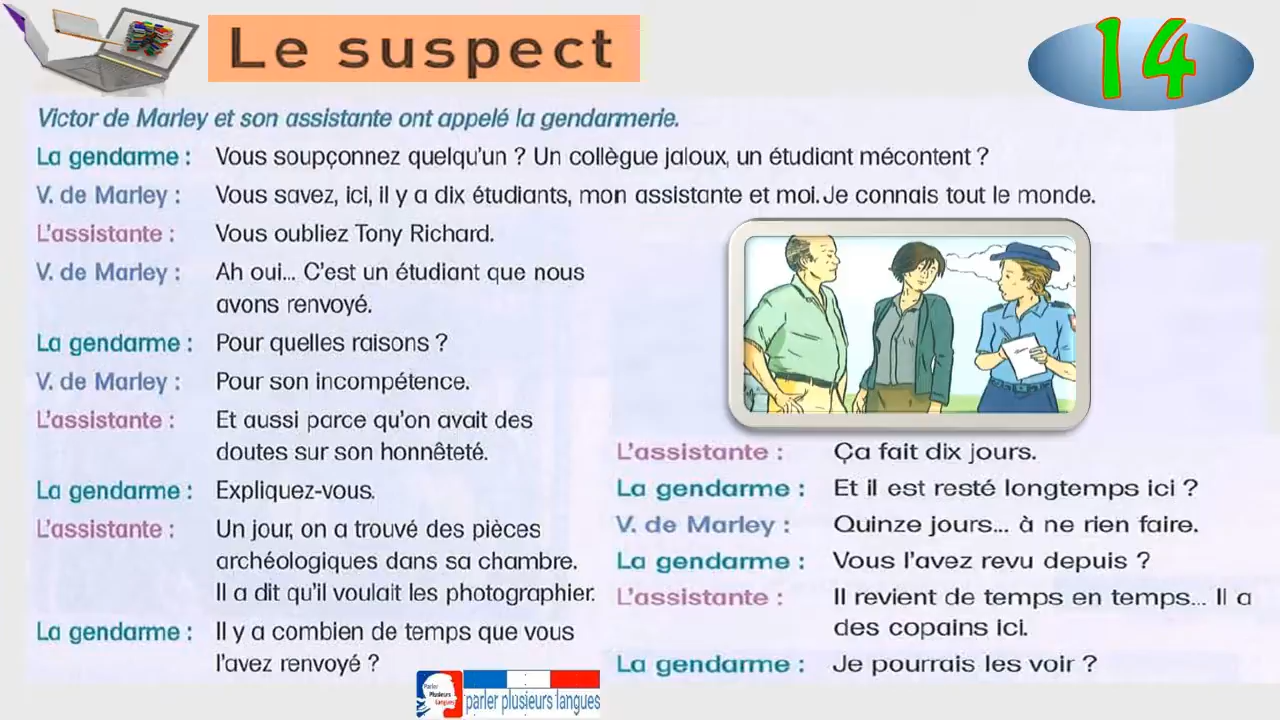 Le suspect
14
Victor de Marley et son assistante ont appelé la gendarmerie.
La gendarme : Vous soupçonnez quelqu'un ? Un collègue jaloux, un étudiant mécontent ?
V. de Marley : Vous savez, ici, il y a dix étudiants, mon assistante et moi. Je connais tout le monde.
L'assistante : Vous oubliez Tony Richard.
V. de Marley : Ah oui... C'est un étudiant que nous
avons renvoyé.
La gendarme : Pour quelles raisons ?
V. de Marley : Pour son incompétence.
L'assistante : Et aussi parce qu'on avait des
doutes sur son honnêteté.
La gendarme : Expliquez-vous.
L'assistante : Un jour, on a trouvé des pièces
archéologiques dans sa chambre.
Il a dit qu'il voulait les photographier.
La gendarme : Il y a combien de temps que vous
l'avez renvoyé ?
L'assistante : Ça fait dix jours.
La gendarme : Et il est resté longtemps ici ?
V. de Marley : Quinze jours... à ne rien faire.
La gendarme : Vous l'avez revu depuis ?
L'assistante : Il revient de temps en temps... Il a
des copains ici.
La gendarme : Je pourrais les voir ?
Parler
Plusieurs
langues
parler plusieurs langues